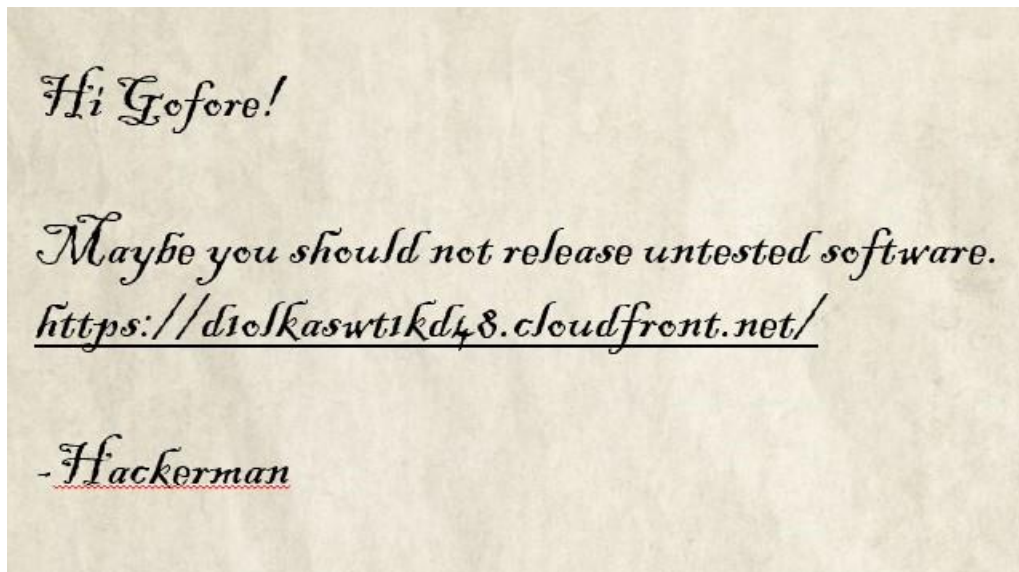 Hi Gofore!
Maybe you should not release untested software.
https://d1olkaswt1kd48.cloudfront.net/
-Hackerman